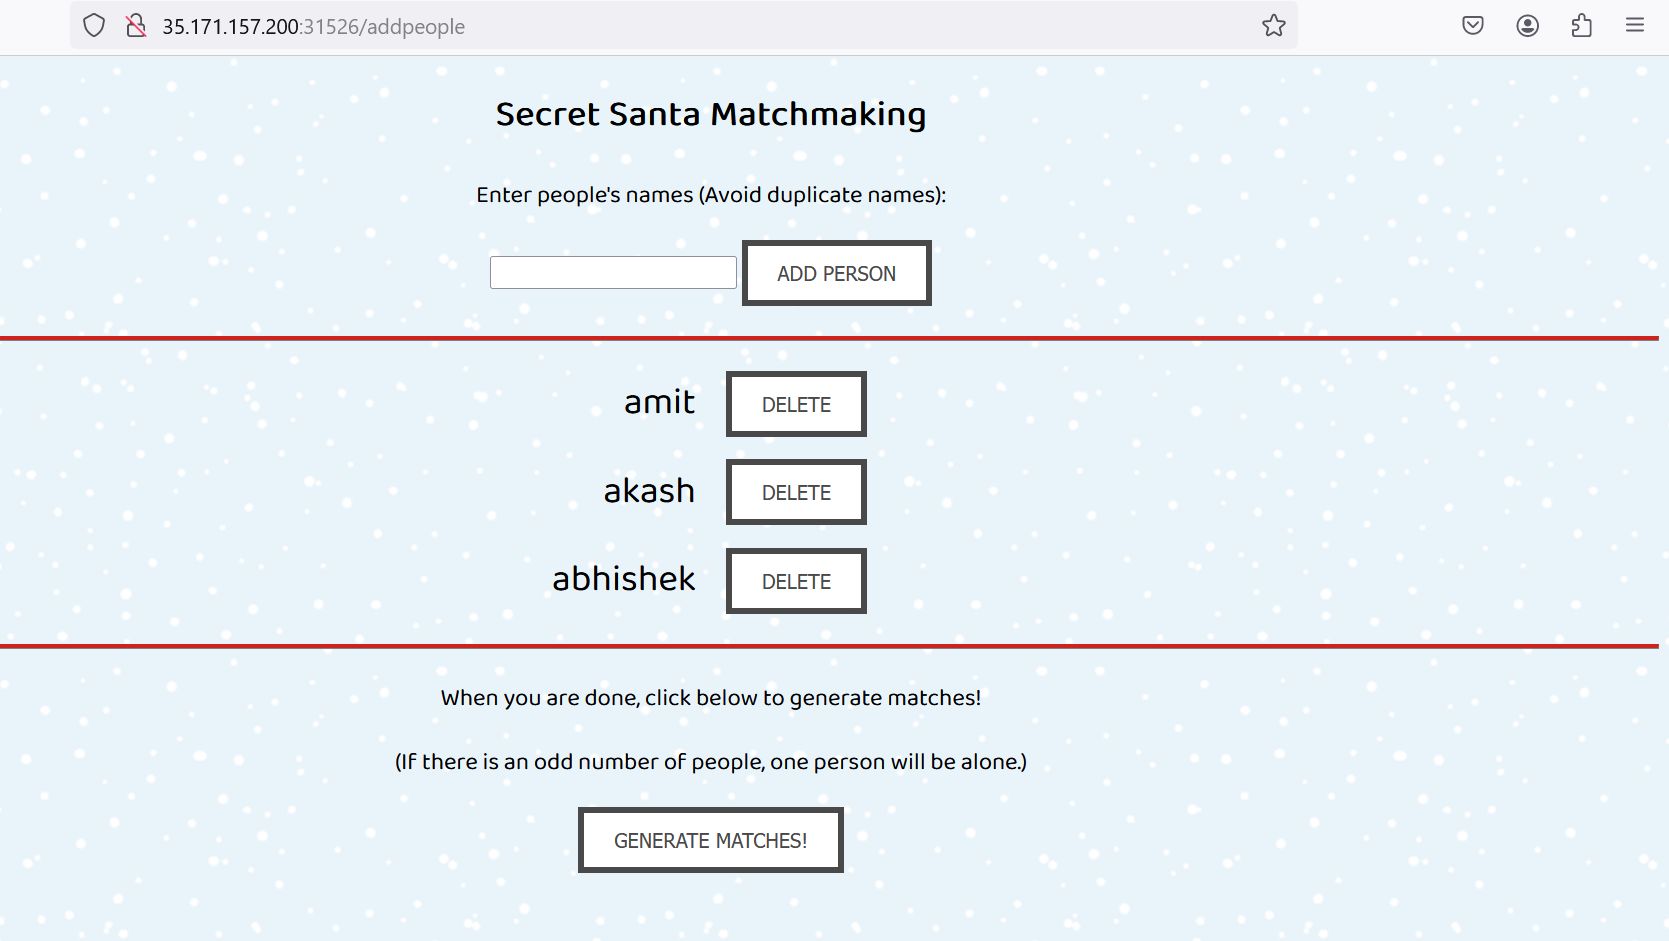 35.171.157.200:31526/addpeople
Secret Santa Matchmaking
Enter people's names (Avoid duplicate names):
ADD PERSON
amit DELETE
akash DELETE
abhishek DELETE
When you are done, click below to generate matches!
(If there is an odd number of people, one person will be alone.)
GENERATE MATCHES!